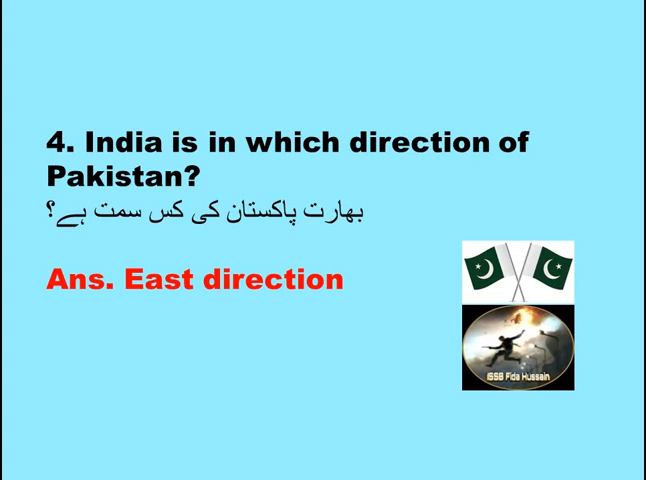 4. India is in which direction of
Pakistan?
بھارت پاکستان کی کس سمت ہے؟
Ans. East direction
ISSB Fida Hussain